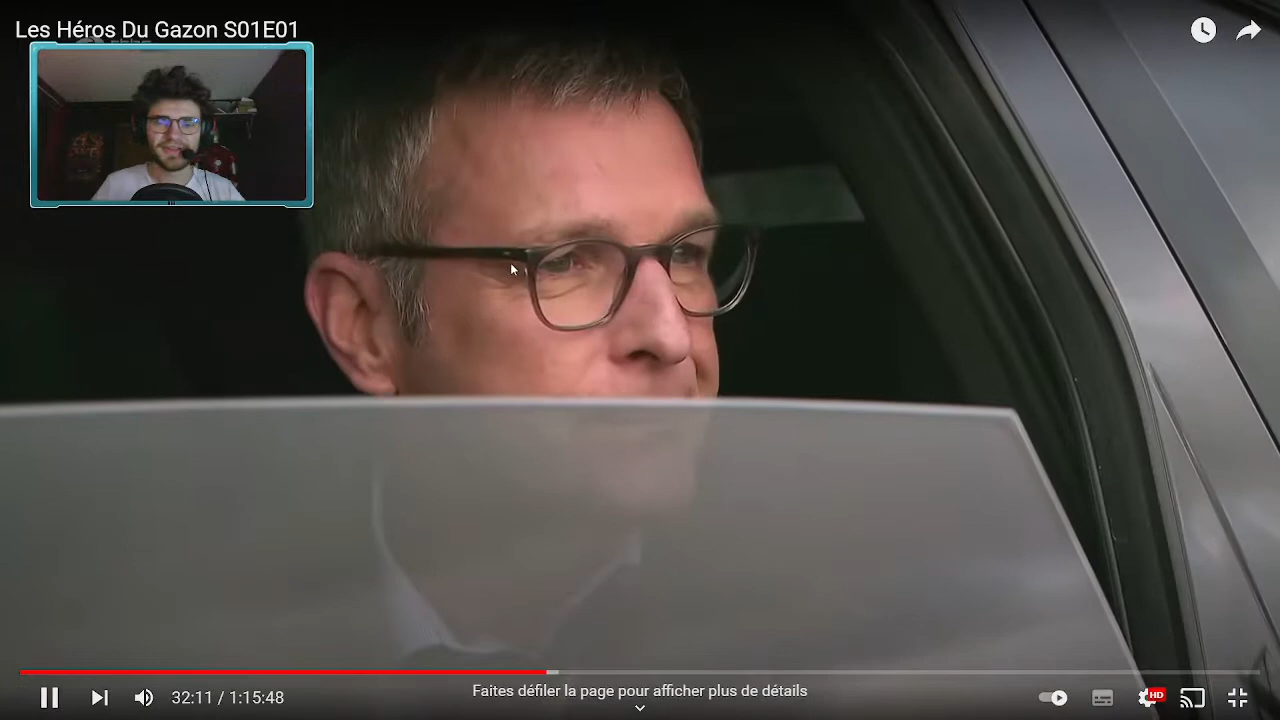 Les Héros Du Gazon S01E01
32:11 / 1:15:48
Faites défiler la page pour afficher plus de détails
HD